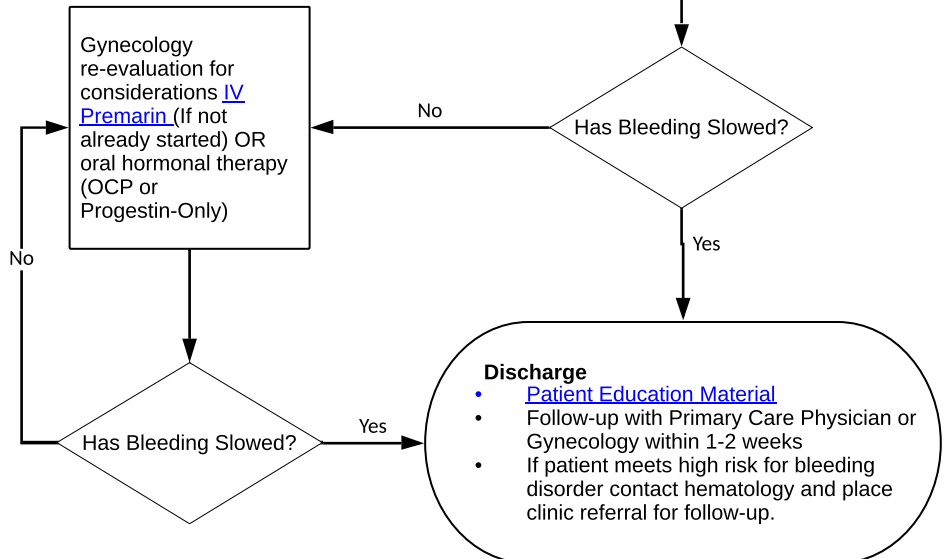 Gynecology
re-evaluation for
considerations IV
Premarin (If not
already started) OR
oral hormonal therapy
(OCP or
Progestin-Only)
No
Has Bleeding Slowed?
Yes
No
Has Bleeding Slowed?
Yes
Discharge
• Patient Education Material
• Follow-up with Primary Care Physician or
Gynecology within 1-2 weeks
• If patient meets high risk for bleeding
disorder contact hematology and place
clinic referral for follow-up.